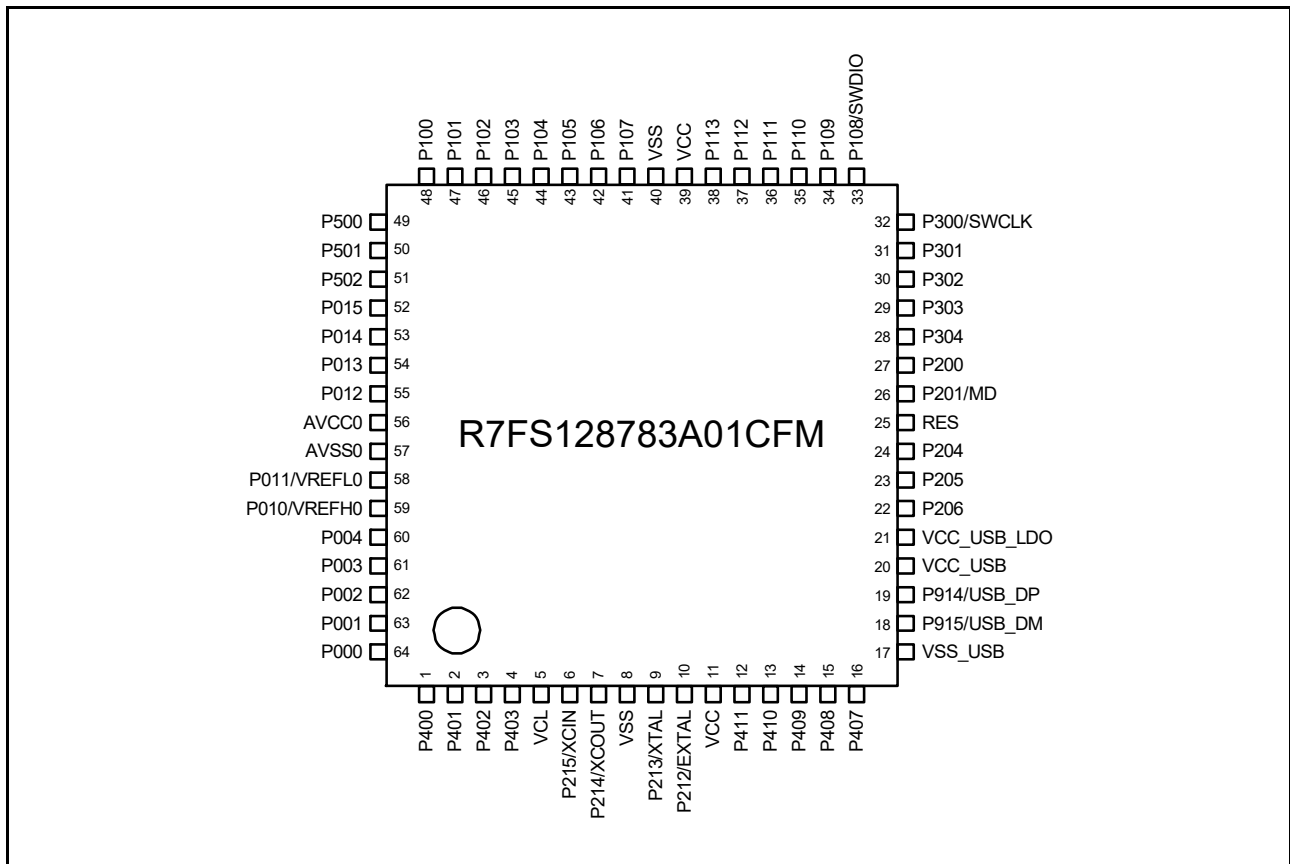 P100
P101
P102
P103
P104
P105
P106
P107
VSS
VCC
P113
P112
P111
P110
P109
P108/SWDIO
48
47
46
45
44
43
42
41
40
39
38
37
36
35
34
33
P500 49
P501 50
P502 51
P015 52
P014 53
P013 54
P012 55
AVCC0 56
AVSS0 57
P011/VREFL0 58
P010/VREFH0 59
P004 60
P003 61
P002 62
P001 63
P000 64
R7FS128783A01CFM
32 P300/SWCLK
31 P301
30 P302
29 P303
28 P304
27 P200
26 P201/MD
25 RES
24 P204
23 P205
22 P206
21 VCC_USB_LDO
20 VCC_USB
19 P914/USB_DP
18 P915/USB_DM
17 VSS_USB
1
2
3
4
5
6
7
8
9
10
11
12
13
14
15
16
P400
P401
P402
P403
VCL
P215/XCIN
P214/XCOUT
VSS
P213/XTAL
P212/EXTAL
VCC
P411
P410
P409
P408
P407